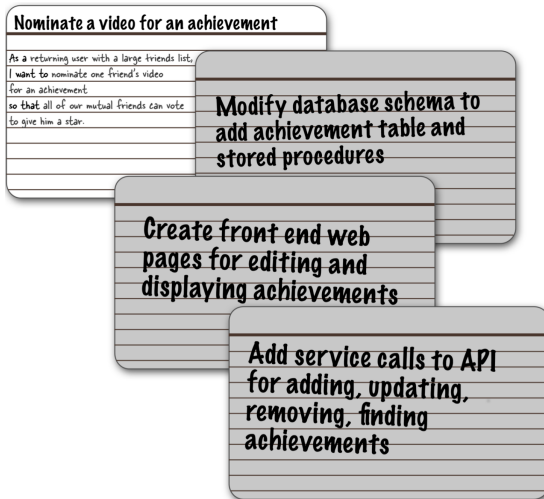 Nominate a video for an achievement
As a returning user with a large friends list,
I want to nominate one friend's video
for an achievement
so that all of our mutual friends can vote
to give him a star.
Modify database schema to
add achievement table and
stored procedures
Create front end web
pages for editing and
displaying achievements
Add service calls to API
for adding, updating,
removing, finding
achievements